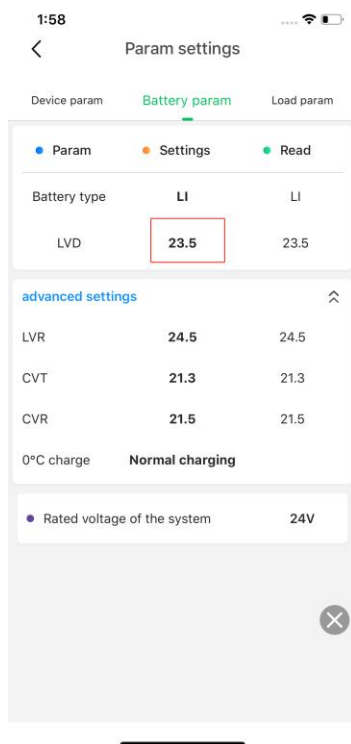 1:58
Param settings
Device param Battery param Load param
Param Settings Read
Battery type LI LI
LVD 23.5 23.5
advanced settings
LVR 24.5 24.5
CVT 21.3 21.3
CVR 21.5 21.5
0°C charge Normal charging
Rated voltage of the system 24V